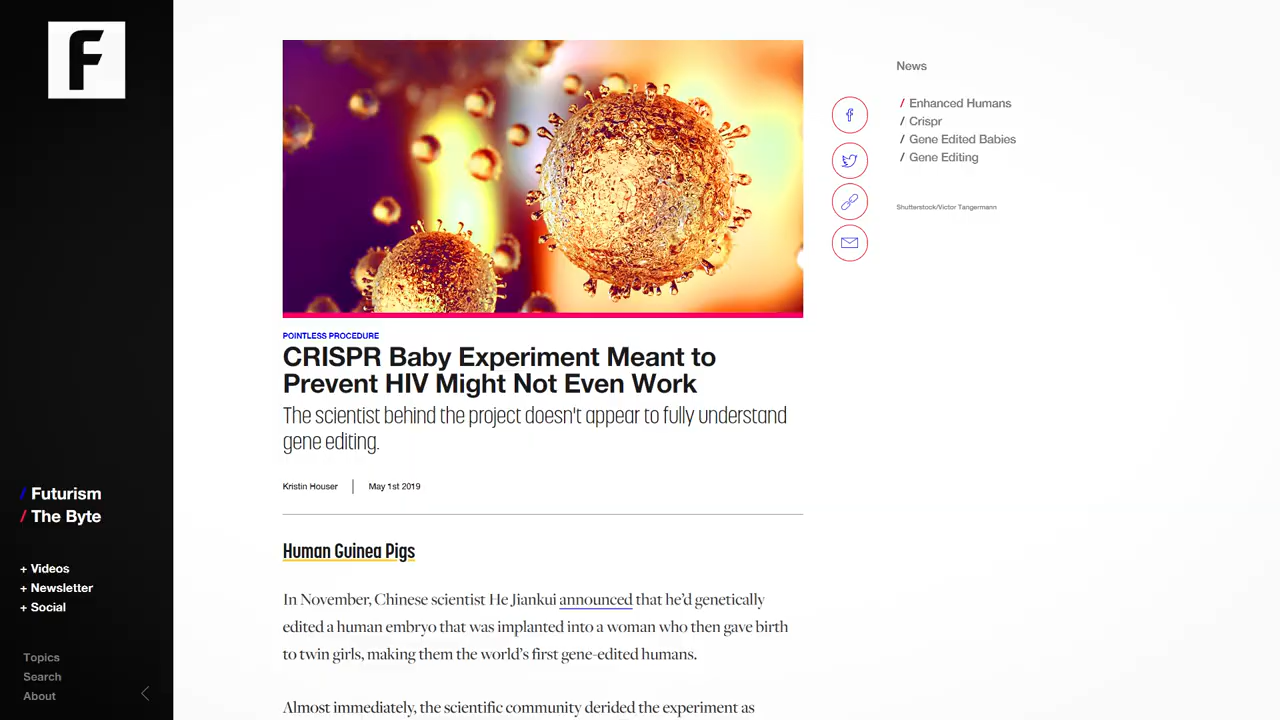 F
/ Futurism
/ The Byte
+ Videos
+ Newsletter
+ Social
Topics
Search
About
POINTLESS PROCEDURE
CRISPR Baby Experiment Meant to
Prevent HIV Might Not Even Work
The scientist behind the project doesn't appear to fully understand
gene editing.
Kristin Houser | May 1st 2019
Human Guinea Pigs
In November, Chinese scientist He Jiankui announced that he’d genetically
edited a human embryo that was implanted into a woman who then gave birth
to twin girls, making them the world’s first gene-edited humans.
Almost immediately, the scientific community derided the experiment as
News
/ Enhanced Humans
/ Crispr
/ Gene Edited Babies
/ Gene Editing
Shutterstock/Victor Tangermann